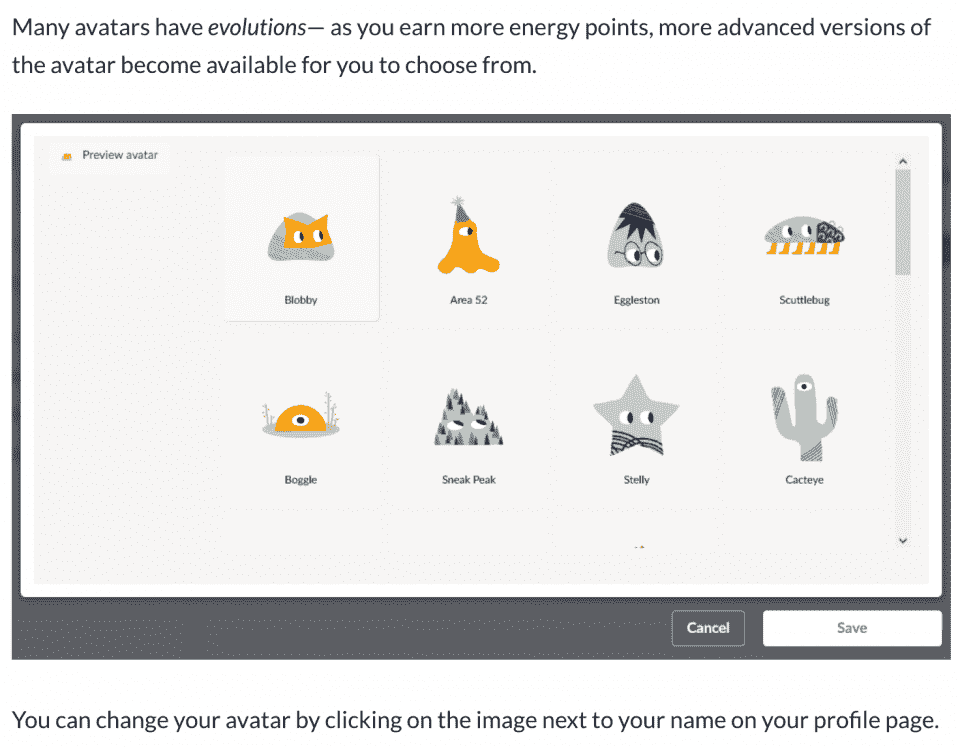 Many avatars have evolutions— as you earn more energy points, more advanced versions of
the avatar become available for you to choose from.
Preview avatar
Blobby
Area 52
Eggleston
Scuttlebug
Boggle
Sneak Peak
Stelly
Cacteye
Cancel
Save
You can change your avatar by clicking on the image next to your name on your profile page.